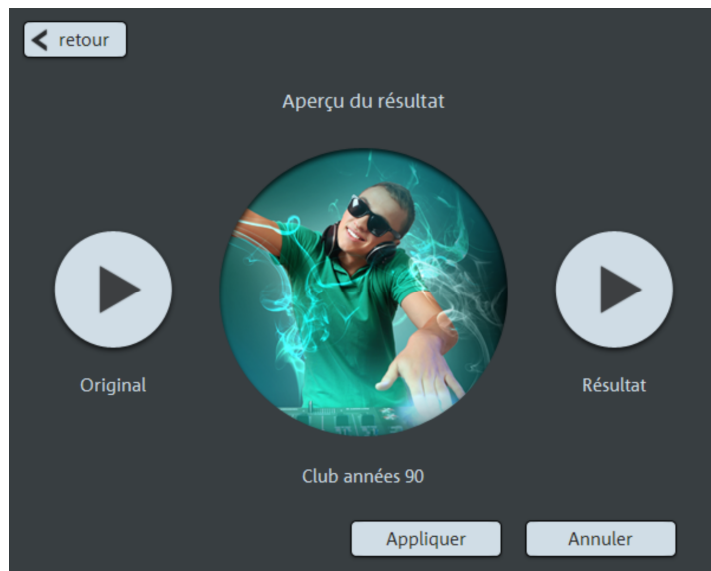 retour
Aperçu du résultat
Original
Résultat
Club années 90
Appliquer
Annuler